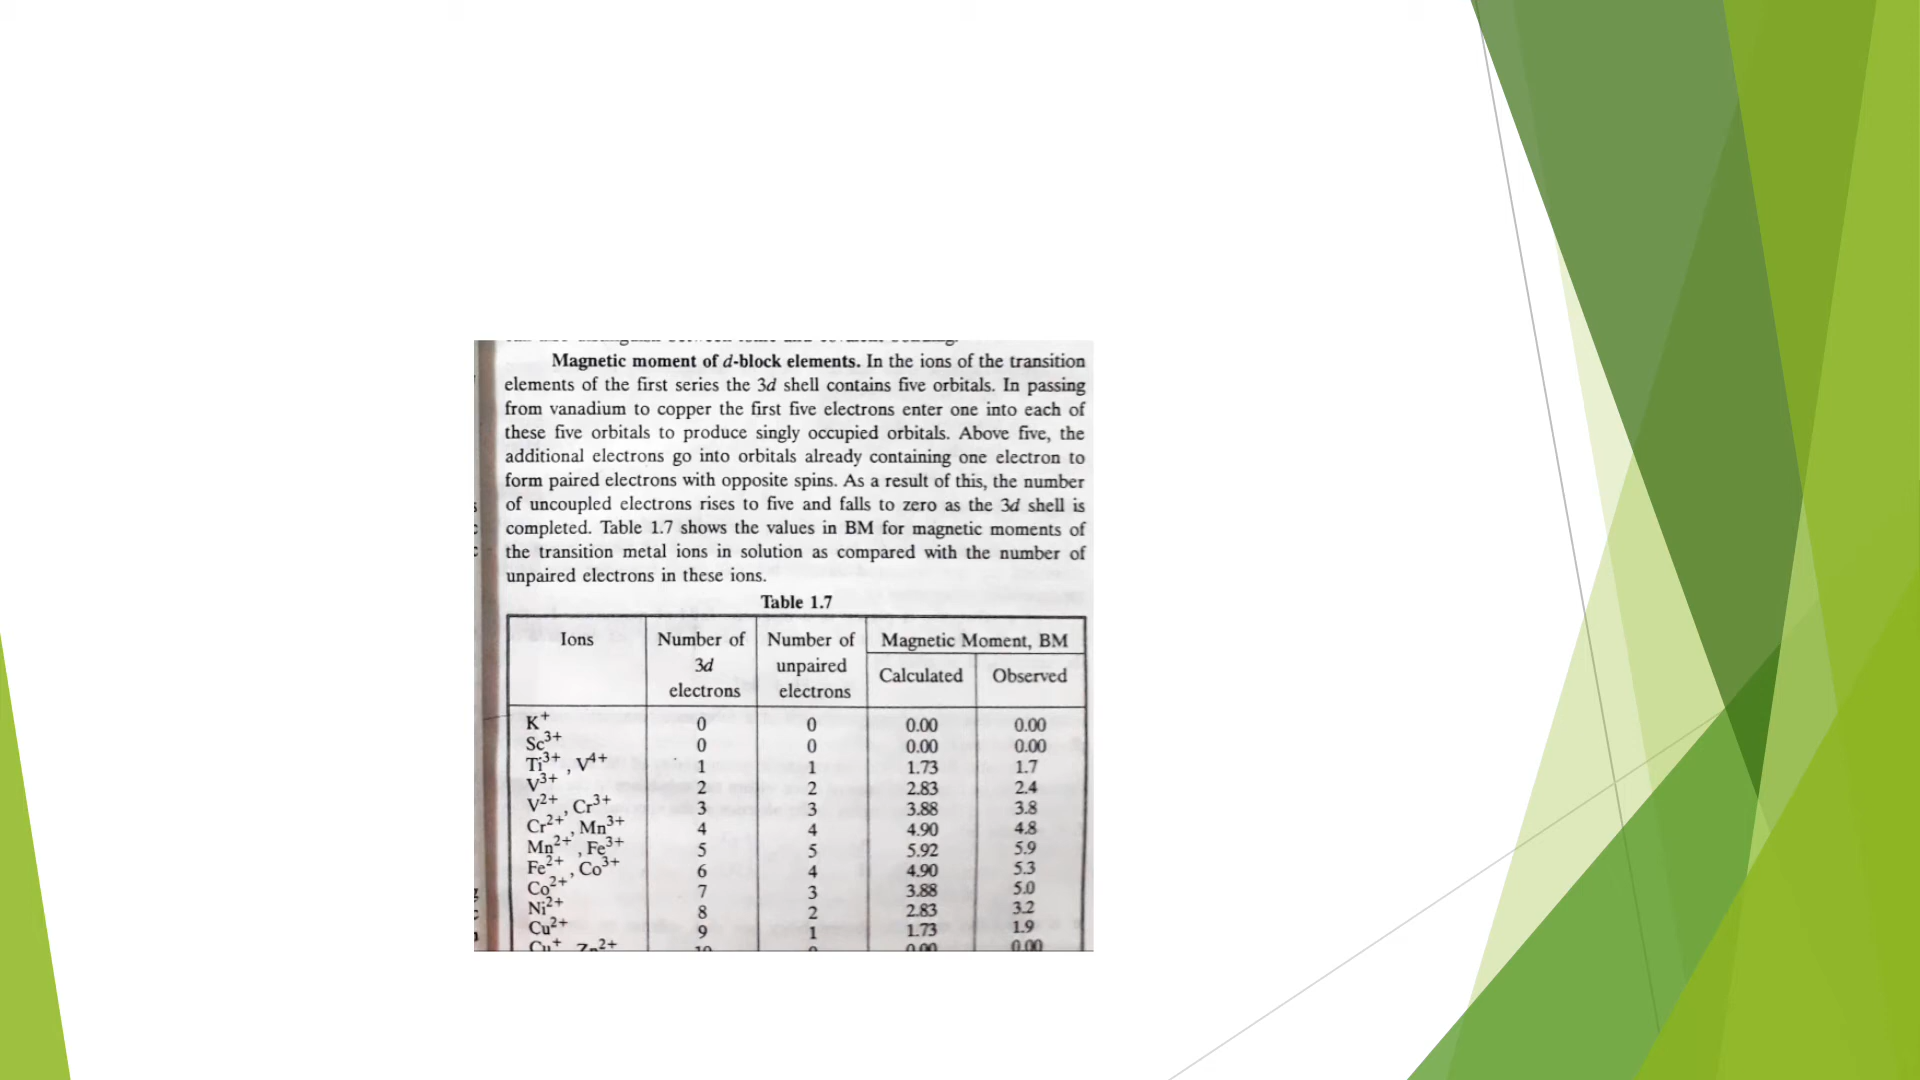 Magnetic moment of d-block elements. In the ions of the transition
elements of the first series the 3d shell contains five orbitals. In passing
from vanadium to copper the first five electrons enter one into each of
these five orbitals to produce singly occupied orbitals. Above five, the
additional electrons go into orbitals already containing one electron to
form paired electrons with opposite spins. As a result of this, the number
of uncoupled electrons rises to five and falls to zero as the 3d shell is
completed. Table 1.7 shows the values in BM for magnetic moments of
the transition metal ions in solution as compared with the number of
unpaired electrons in these ions.
Table 1.7
Ions Number of Number of Magnetic Moment, BM
3d unpaired Calculated Observed
electrons electrons
K⁺ 0 0 0.00 0.00
Sc³⁺ 0 0 0.00 0.00
Ti³⁺, V⁴⁺ 1 1 1.73 1.7
V³⁺ 2 2 2.83 2.4
V²⁺, Cr³⁺ 3 3 3.88 3.8
Cr²⁺, Mn³⁺ 4 4 4.90 4.8
Mn²⁺, Fe³⁺ 5 5 5.92 5.9
Fe²⁺, Co³⁺ 6 4 4.90 5.3
Co²⁺ 7 3 3.88 5.0
Ni²⁺ 8 2 2.83 3.2
Cu²⁺ 9 1 1.73 1.9
Cu⁺ Zn²⁺ 10 0 0.00 0.00